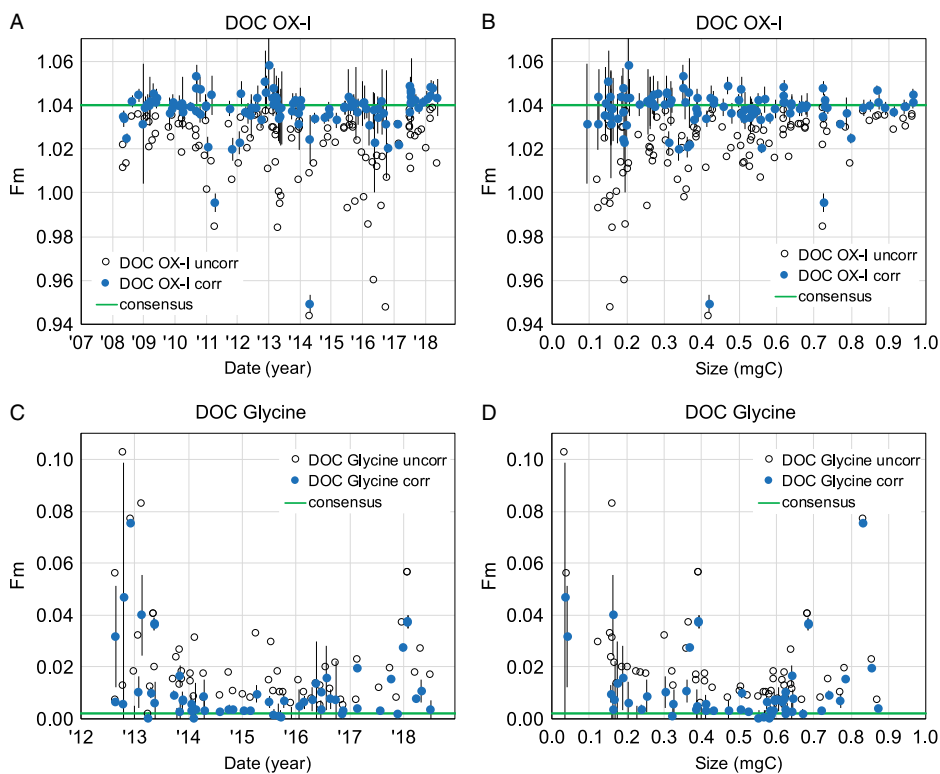 A
DOC OX-I
Fm
1.06
1.04
1.02
1.00
0.98
0.96
0.94
DOC OX-I uncorr
DOC OX-I corr
consensus
'07 '08 '09 '10 '11 '12 '13 '14 '15 '16 '17 '18
Date (year)
B
DOC OX-I
Fm
1.06
1.04
1.02
1.00
0.98
0.96
0.94
DOC OX-I uncorr
DOC OX-I corr
consensus
0.0 0.1 0.2 0.3 0.4 0.5 0.6 0.7 0.8 0.9 1.0
Size (mgC)
C
DOC Glycine
Fm
0.10
0.08
0.06
0.04
0.02
0.00
DOC Glycine uncorr
DOC Glycine corr
consensus
'12 '13 '14 '15 '16 '17 '18
Date (year)
D
DOC Glycine
Fm
0.10
0.08
0.06
0.04
0.02
0.00
DOC Glycine uncorr
DOC Glycine corr
consensus
0.0 0.1 0.2 0.3 0.4 0.5 0.6 0.7 0.8 0.9 1.0
Size (mgC)